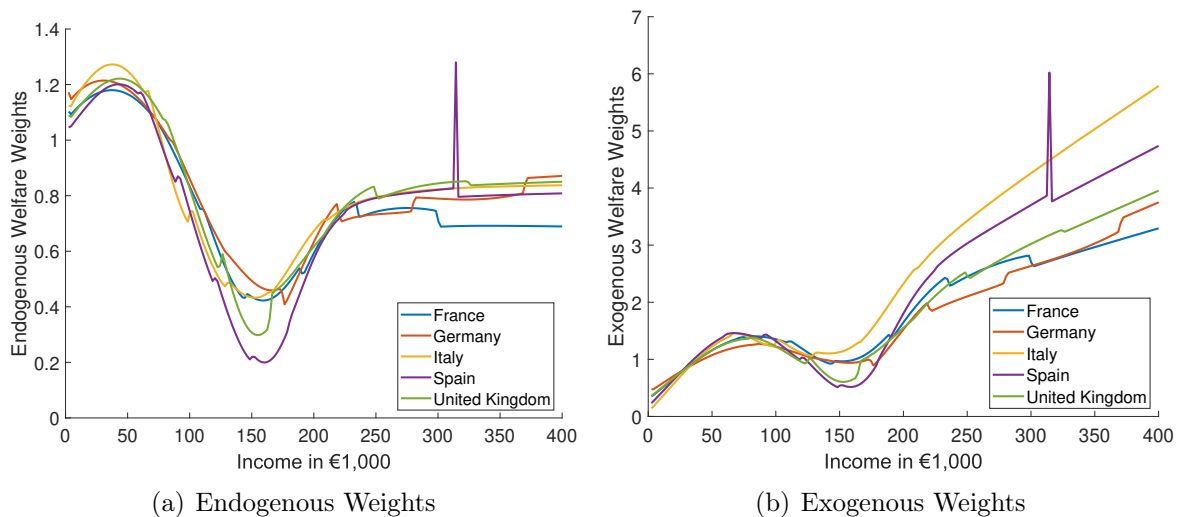 1.4
1.2
1
0.8
0.6
0.4
0.2
0
Endogenous Welfare Weights
0 50 100 150 200 250 300 350 400
Income in €1,000
France
Germany
Italy
Spain
United Kingdom
(a) Endogenous Weights
7
6
5
4
3
2
1
0
Exogenous Welfare Weights
0 50 100 150 200 250 300 350 400
Income in €1,000
France
Germany
Italy
Spain
United Kingdom
(b) Exogenous Weights